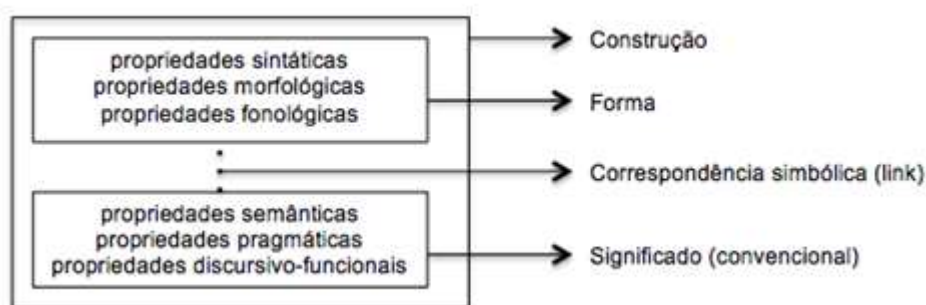 propriedades sintáticas
propriedades morfológicas
propriedades fonológicas
propriedades semânticas
propriedades pragmáticas
propriedades discursivo-funcionais
Construção
Forma
Correspondência simbólica (link)
Significado (convencional)